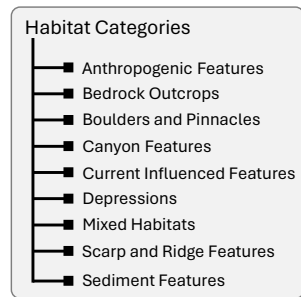 Habitat Categories
Anthropogenic Features
Bedrock Outcrops
Boulders and Pinnacles
Canyon Features
Current Influenced Features
Depressions
Mixed Habitats
Scarp and Ridge Features
Sediment Features